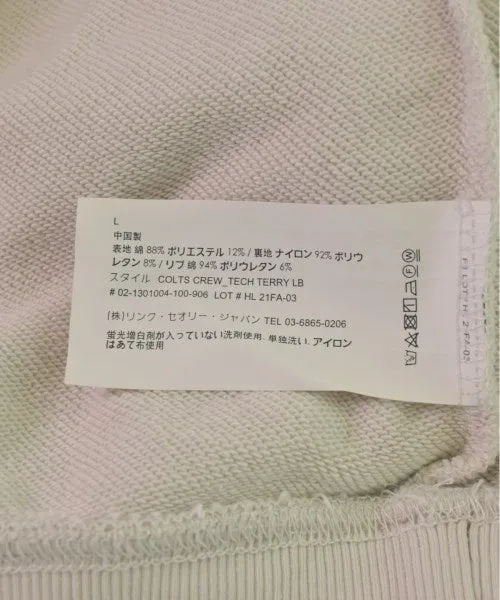 L
中国製
表地 綿 88% ポリエステル 12% / 裏地 ナイロン 92% ポリウ
レタン 8% / リブ 綿 94% ポリウレタン 6%
スタイル COLTS CREW_TECH TERRY LB
# 02-1301004-100-906 LOT # HL 21FA-03
(株)リンク・セオリー・ジャパン TEL 03-6865-0206
蛍光増白剤が入っていない洗剤使用, 単独洗い, アイロン
はあて布使用